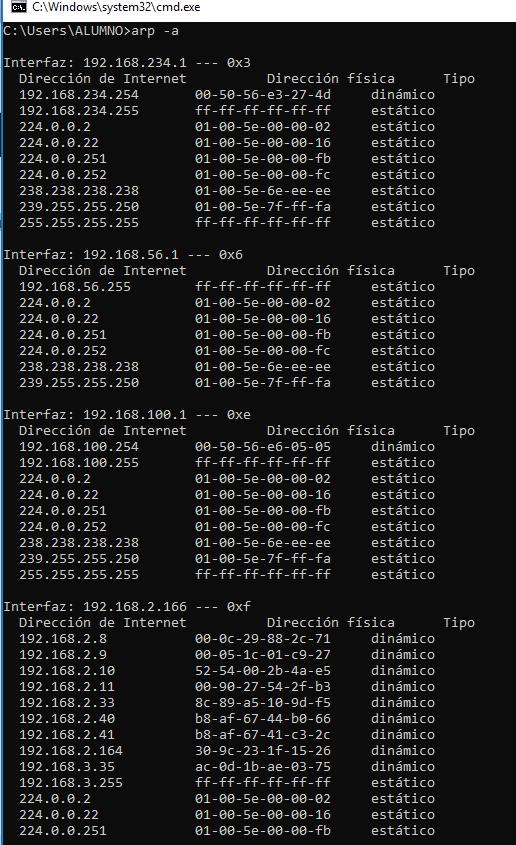 C:\Windows\system32\cmd.exe
C:\Users\ALUMNO>arp -a
Interfaz: 192.168.234.1 --- 0x3
Dirección de Internet Dirección física Tipo
192.168.234.254 00-50-56-e3-27-4d dinámico
192.168.234.255 ff-ff-ff-ff-ff-ff estático
224.0.0.2 01-00-5e-00-00-02 estático
224.0.0.22 01-00-5e-00-00-16 estático
224.0.0.251 01-00-5e-00-00-fb estático
224.0.0.252 01-00-5e-00-00-fc estático
238.238.238.238 01-00-5e-6e-ee-ee estático
239.255.255.250 01-00-5e-7f-ff-fa estático
255.255.255.255 ff-ff-ff-ff-ff-ff estático
Interfaz: 192.168.56.1 --- 0x6
Dirección de Internet Dirección física Tipo
192.168.56.255 ff-ff-ff-ff-ff-ff estático
224.0.0.2 01-00-5e-00-00-02 estático
224.0.0.22 01-00-5e-00-00-16 estático
224.0.0.251 01-00-5e-00-00-fb estático
224.0.0.252 01-00-5e-00-00-fc estático
238.238.238.238 01-00-5e-6e-ee-ee estático
239.255.255.250 01-00-5e-7f-ff-fa estático
Interfaz: 192.168.100.1 --- 0xe
Dirección de Internet Dirección física Tipo
192.168.100.254 00-50-56-e6-05-05 dinámico
192.168.100.255 ff-ff-ff-ff-ff-ff estático
224.0.0.2 01-00-5e-00-00-02 estático
224.0.0.22 01-00-5e-00-00-16 estático
224.0.0.251 01-00-5e-00-00-fb estático
224.0.0.252 01-00-5e-00-00-fc estático
238.238.238.238 01-00-5e-6e-ee-ee estático
239.255.255.250 01-00-5e-7f-ff-fa estático
255.255.255.255 ff-ff-ff-ff-ff-ff estático
Interfaz: 192.168.2.166 --- 0xf
Dirección de Internet Dirección física Tipo
192.168.2.8 00-0c-29-88-2c-71 dinámico
192.168.2.9 00-05-1c-01-c9-27 dinámico
192.168.2.10 52-54-00-2b-4a-e5 dinámico
192.168.2.11 00-90-27-54-2f-b3 dinámico
192.168.2.33 8c-89-a5-10-9d-f5 dinámico
192.168.2.40 b8-af-67-44-b0-66 dinámico
192.168.2.41 b8-af-67-41-c3-2c dinámico
192.168.2.164 30-9c-23-1f-15-26 dinámico
192.168.3.35 ac-0d-1b-ae-03-75 dinámico
192.168.3.255 ff-ff-ff-ff-ff-ff estático
224.0.0.2 01-00-5e-00-00-02 estático
224.0.0.22 01-00-5e-00-00-16 estático
224.0.0.251 01-00-5e-00-00-fb estático